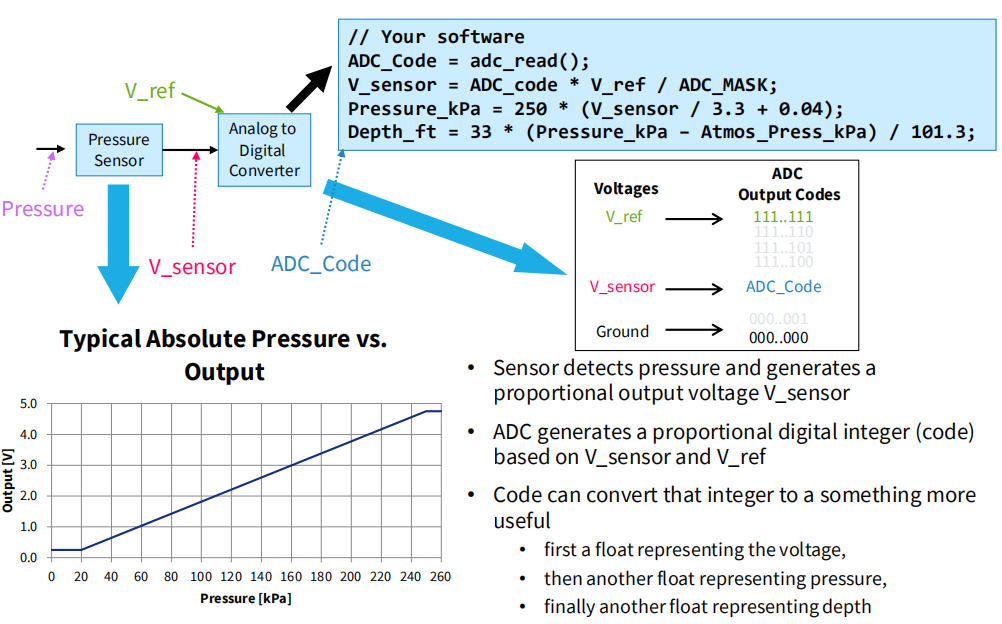 // Your software
ADC_Code = adc_read();
V_sensor = ADC_code * V_ref / ADC_MASK;
Pressure_kPa = 250 * (V_sensor / 3.3 + 0.04);
Depth_ft = 33 * (Pressure_kPa – Atmos_Press_kPa) / 101.3;
V_ref
Pressure
Sensor
Analog to
Digital
Converter
Pressure
V_sensor
ADC_Code
Voltages
ADC
Output Codes
V_ref
111..111
111..110
111..101
111..100
V_sensor
ADC_Code
000..001
Ground
000..000
Typical Absolute Pressure vs.
Output
5.0
4.0
3.0
2.0
1.0
0.0
Output [V]
0 20 40 60 80 100 120 140 160 180 200 220 240 260
Pressure [kPa]
• Sensor detects pressure and generates a
proportional output voltage V_sensor
• ADC generates a proportional digital integer (code)
based on V_sensor and V_ref
• Code can convert that integer to a something more
useful
• first a float representing the voltage,
• then another float representing pressure,
• finally another float representing depth